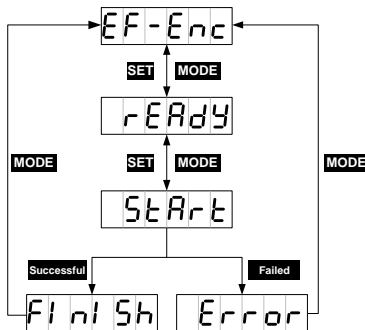 EF-Enc
SET MODE
rEAdy
MODE SET MODE MODE
StArt
Successful Failed
FInISh Error